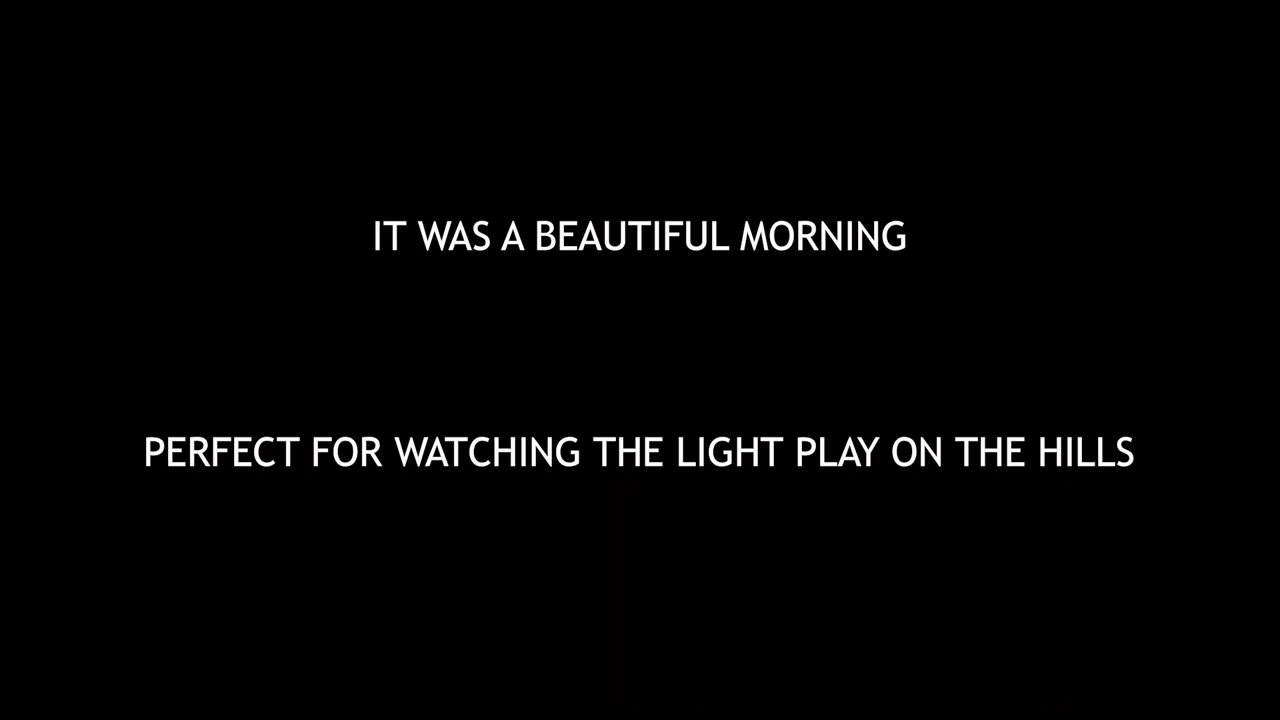 IT WAS A BEAUTIFUL MORNING
PERFECT FOR WATCHING THE LIGHT PLAY ON THE HILLS